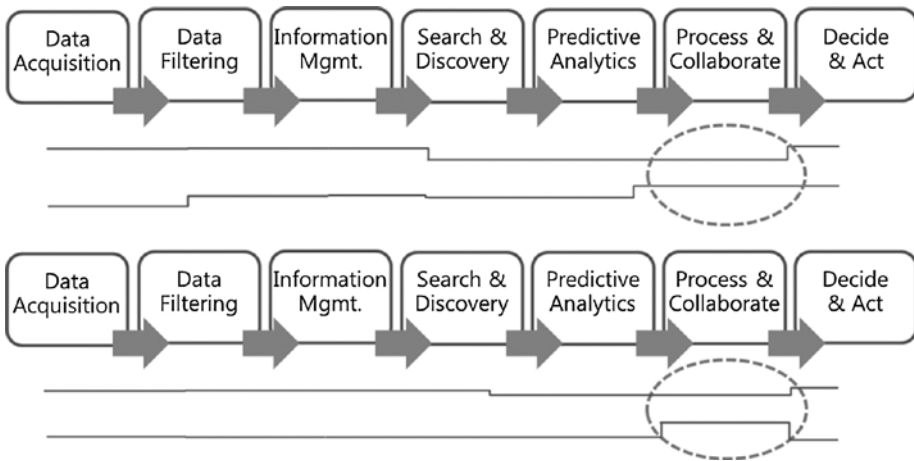 Data
Acquisition
Data
Filtering
Information
Mgmt.
Search &
Discovery
Predictive
Analytics
Process &
Collaborate
Decide
& Act
Data
Acquisition
Data
Filtering
Information
Mgmt.
Search &
Discovery
Predictive
Analytics
Process &
Collaborate
Decide
& Act